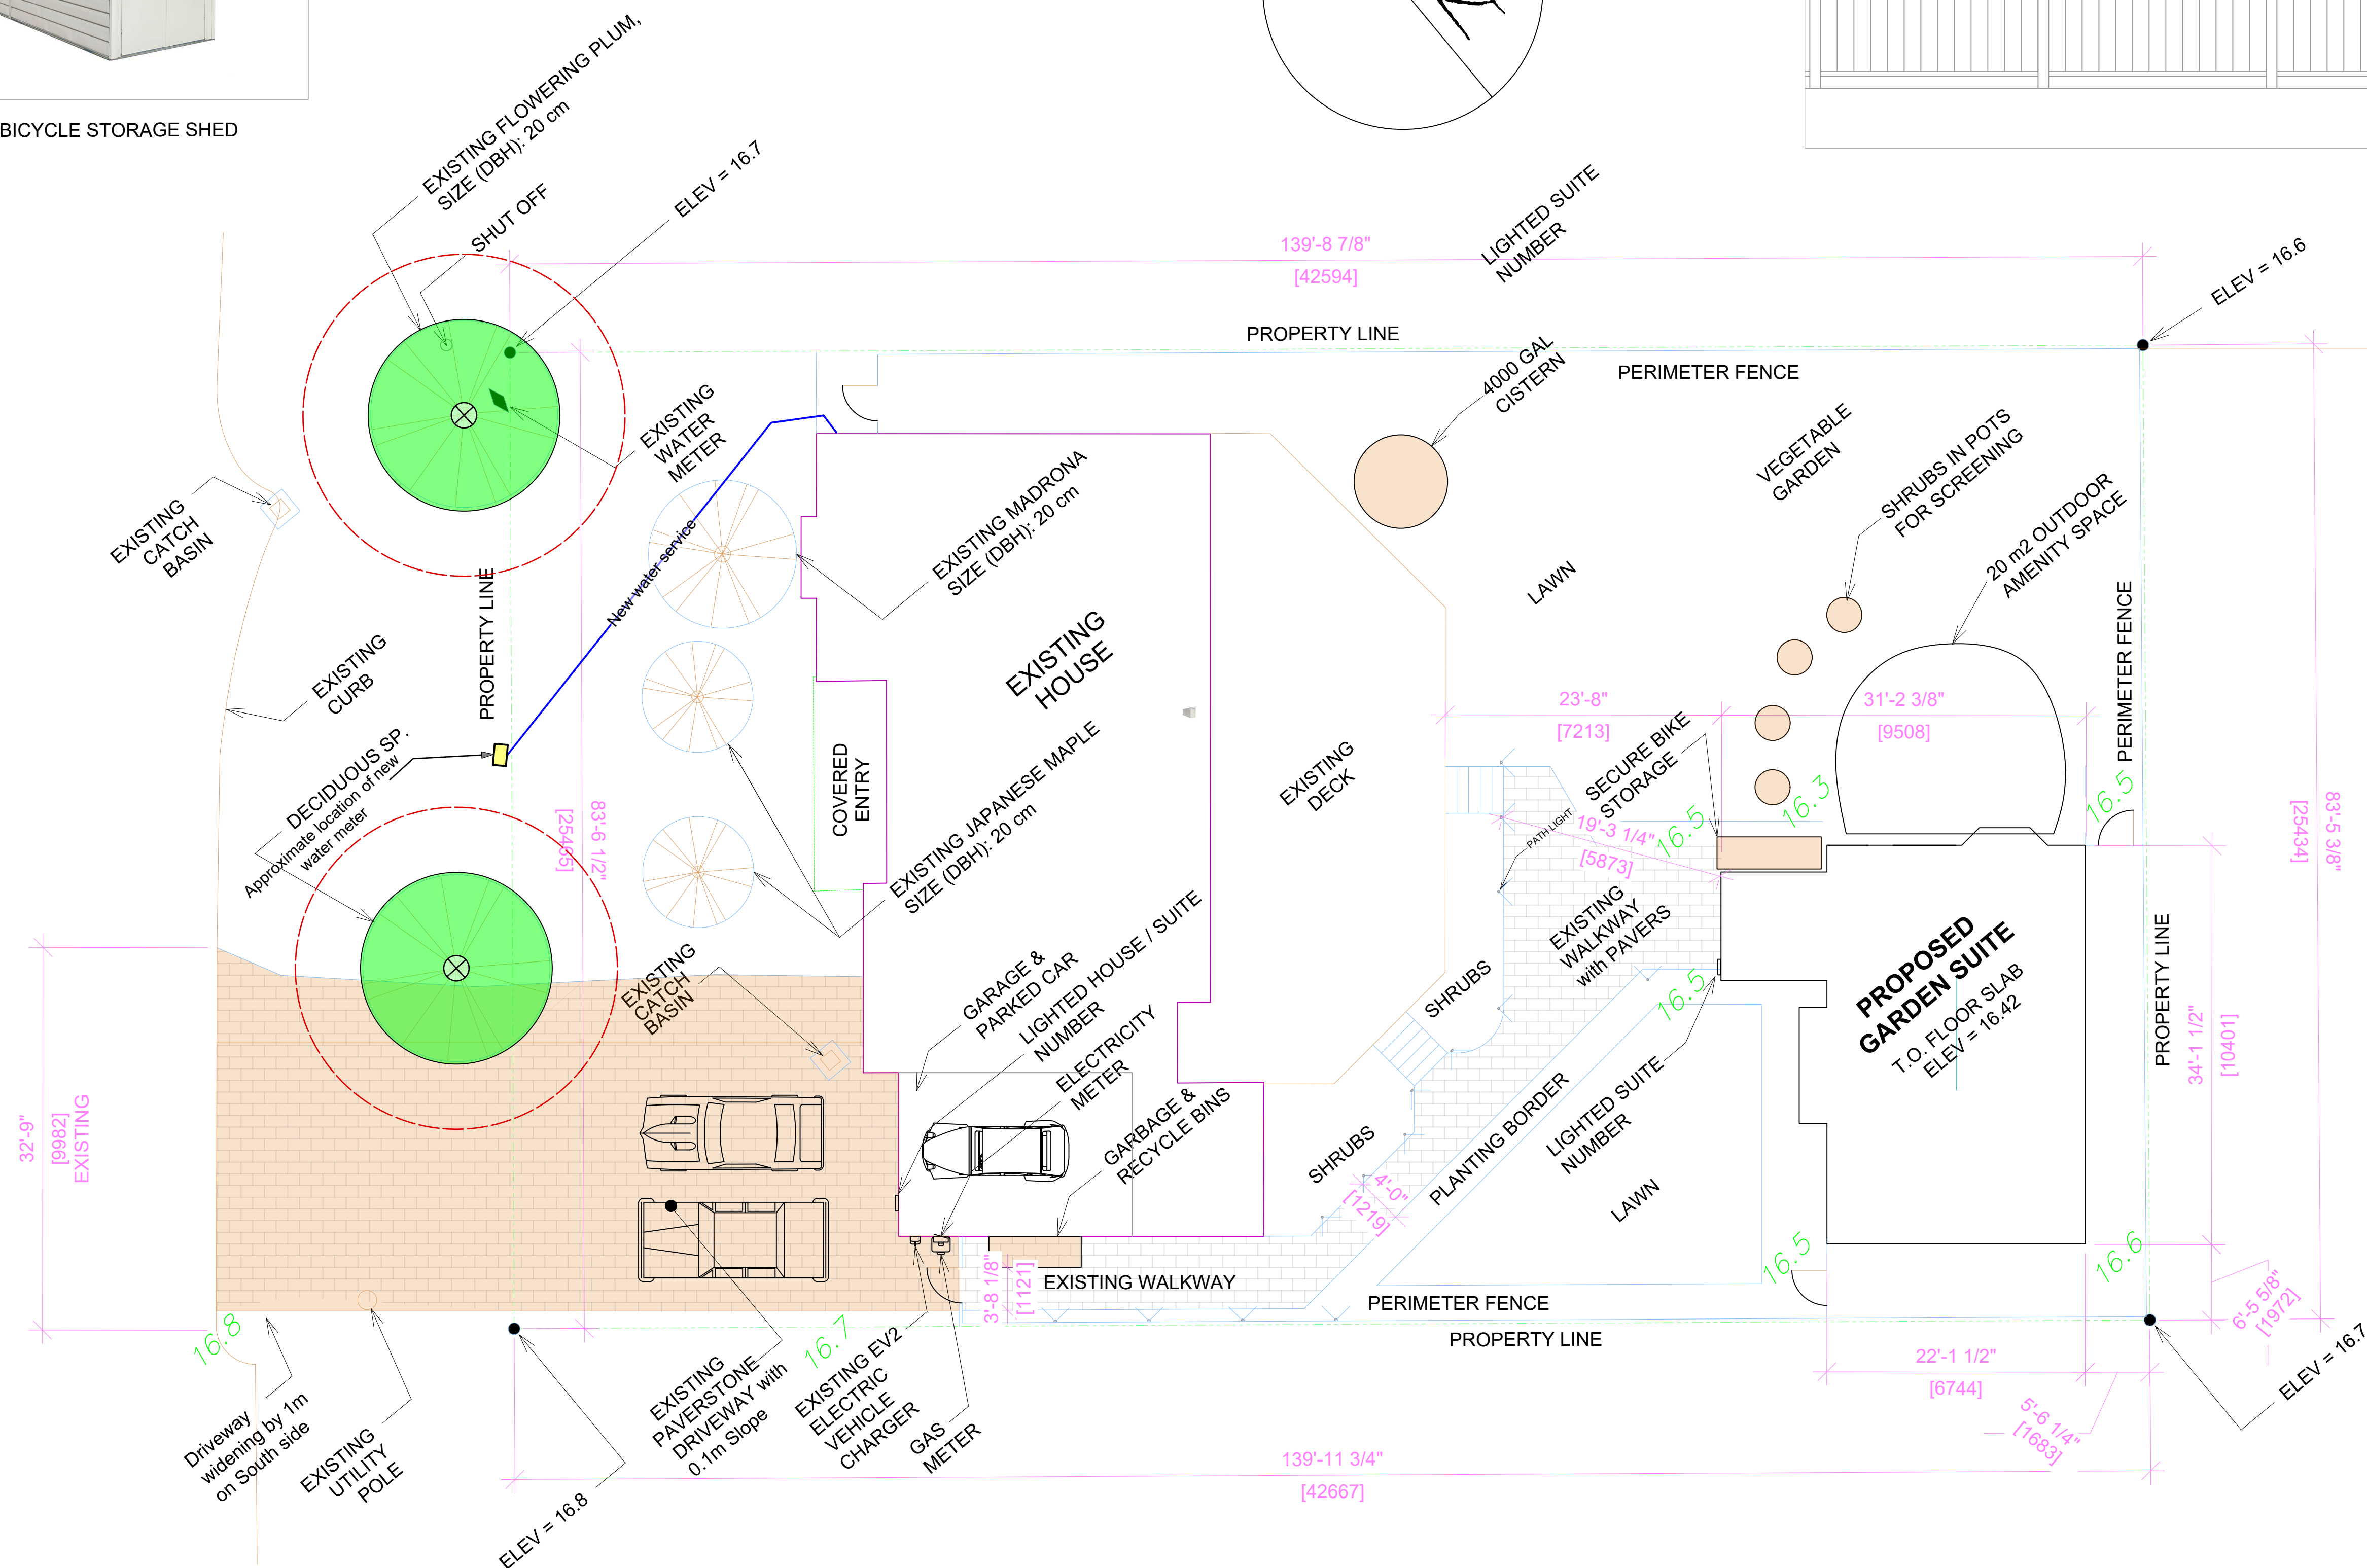 BICYCLE STORAGE SHED
EXISTING FLOWERING PLUM,
SIZE (DBH): 20 cm
SHUT OFF
ELEV = 16.7
LIGHTED SUITE
NUMBER
139'-8 7/8"
[42594]
ELEV = 16.6
PROPERTY LINE
PERIMETER FENCE
4000 GAL
CISTERN
EXISTING
WATER
METER
VEGETABLE
GARDEN
SHRUBS IN POTS
FOR SCREENING
20 m2 OUTDOOR
AMENITY SPACE
EXISTING
CATCH
BASIN
EXISTING MADRONA
SIZE (DBH): 20 cm
New water service
PROPERTY LINE
LAWN
PERIMETER FENCE
EXISTING
HOUSE
EXISTING
CURB
23'-8"
[7213]
31'-2 3/8"
[9508]
SECURE BIKE
STORAGE
DECIDUOUS SP.
Approximate location of new
water meter
83'-6 1/2"
[25465]
COVERED
ENTRY
EXISTING
DECK
EXISTING JAPANESE MAPLE
SIZE (DBH): 20 cm
PATH LIGHT
19'-3 1/4"
[5873]
16.5
16.3
16.5
83'-5 3/8"
[25434]
EXISTING
WALKWAY
with PAVERS
16.5
PROPOSED
GARDEN SUITE
T.O. FLOOR SLAB
ELEV = 16.42
PROPERTY LINE
34'-1 1/2"
[10401]
EXISTING
CATCH
BASIN
GARAGE &
PARKED CAR
LIGHTED HOUSE / SUITE
NUMBER
ELECTRICITY
METER
GARBAGE &
RECYCLE BINS
SHRUBS
SHRUBS
PLANTING BORDER
LIGHTED SUITE
NUMBER
LAWN
4'-0"
[1219]
32'-9"
[9982]
EXISTING
3'-8 1/8"
[1121]
EXISTING WALKWAY
PERIMETER FENCE
PROPERTY LINE
16.5
16.6
6'-5 5/8"
[1972]
16.8
16.7
Driveway
widening by 1m
on South side
EXISTING
UTILITY
POLE
EXISTING
PAVERSTONE
DRIVEWAY with
0.1m Slope
EXISTING EV2
ELECTRIC
VEHICLE
CHARGER
GAS
METER
22'-1 1/2"
[6744]
5'-6 1/4"
[1683]
ELEV = 16.7
139'-11 3/4"
[42667]
ELEV = 16.8